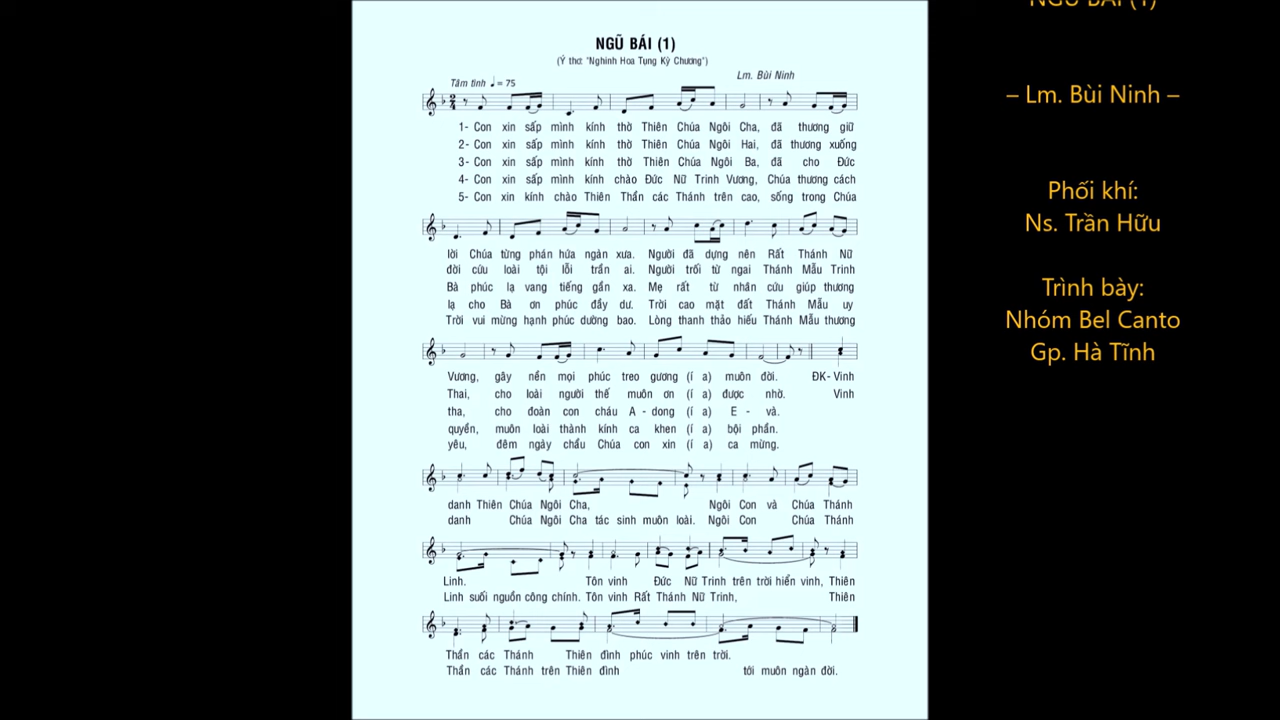 NGŨ BÁI (1)
(Ý thơ: "Nghinh Hoa Tụng Kỳ Chương")
Lm. Bùi Ninh
Tâm tình ♩ = 75
1- Con xin sấp mình kính thờ Thiên Chúa Ngôi Cha, đã thương giữ
2- Con xin sấp mình kính thờ Thiên Chúa Ngôi Hai, đã thương xuống
3- Con xin sấp mình kính thờ Thiên Chúa Ngôi Ba, đã cho Đức
4- Con xin sấp mình kính chào Đức Nữ Trinh Vương, Chúa thương cách
5- Con xin kính chào Thiên Thần các Thánh trên cao, sống trong Chúa
lời Chúa từng phán hứa ngàn xưa. Người đã dựng nên Rất Thánh Nữ
đời cứu loài tội lỗi trần ai. Người trối từ ngai Thánh Mẫu Trinh
Bà phúc lạ vang tiếng gần xa. Mẹ rất từ nhân cứu giúp thương
lạ cho Bà ơn phúc đầy dư. Trời cao mặt đất Thánh Mẫu uy
Trời vui mừng hạnh phúc dường bao. Lòng thanh thảo hiếu Thánh Mẫu thương
Vương, gây nền mọi phúc treo gương (í a) muôn đời. ĐK-Vinh
Thai, cho loài người thế muôn ơn (í a) được nhờ. Vinh
tha, cho đoàn con cháu A - dong (í a) E - và.
quyền, muôn loài thành kính ca khen (í a) bội phần.
yêu, đêm ngày chầu Chúa con xin (í a) ca mừng.
danh Thiên Chúa Ngôi Cha, Ngôi Con và Chúa Thánh
danh Chúa Ngôi Cha tác sinh muôn loài. Ngôi Con Chúa Thánh
Linh. Tôn vinh Đức Nữ Trinh trên trời hiển vinh, Thiên
Linh suối nguồn công chính. Tôn vinh Rất Thánh Nữ Trinh, Thiên
Thần các Thánh Thiên đình phúc vinh trên trời.
Thần các Thánh trên Thiên đình tôi muôn ngàn đời.
NGŨ BÁI (1)
– Lm. Bùi Ninh –
Phối khí:
Ns. Trần Hữu
Trình bày:
Nhóm Bel Canto
Gp. Hà Tĩnh